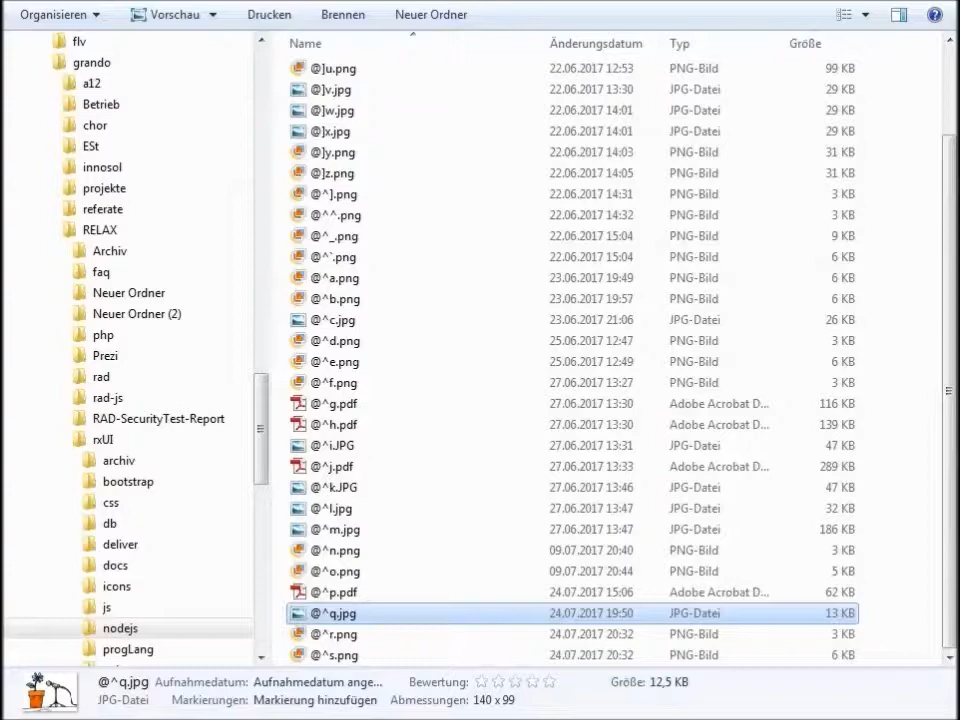 Organisieren Vorschau Drucken Brennen Neuer Ordner
flv
grando
a12
Betrieb
chor
ESt
innosol
projekte
referate
RELAX
Archiv
faq
Neuer Ordner
Neuer Ordner (2)
php
Prezi
rad
rad-js
RAD-SecurityTest-Report
rxUI
archiv
bootstrap
css
db
deliver
docs
icons
js
nodejs
progLang
Name Änderungsdatum Typ Größe
@]u.png 22.06.2017 12:53 PNG-Bild 99 KB
@]v.jpg 22.06.2017 13:30 JPG-Datei 29 KB
@]w.jpg 22.06.2017 14:01 JPG-Datei 29 KB
@]x.jpg 22.06.2017 14:01 JPG-Datei 29 KB
@]y.png 22.06.2017 14:03 PNG-Bild 31 KB
@]z.png 22.06.2017 14:05 PNG-Bild 31 KB
@^].png 22.06.2017 14:31 PNG-Bild 3 KB
@^^.png 22.06.2017 14:32 PNG-Bild 3 KB
@^_.png 22.06.2017 15:04 PNG-Bild 9 KB
@^`.png 22.06.2017 15:04 PNG-Bild 6 KB
@^a.png 23.06.2017 19:49 PNG-Bild 6 KB
@^b.png 23.06.2017 19:57 PNG-Bild 6 KB
@^c.jpg 23.06.2017 21:06 JPG-Datei 26 KB
@^d.png 25.06.2017 12:47 PNG-Bild 3 KB
@^e.png 25.06.2017 12:49 PNG-Bild 6 KB
@^f.png 27.06.2017 13:27 PNG-Bild 3 KB
@^g.pdf 27.06.2017 13:30 Adobe Acrobat D... 116 KB
@^h.pdf 27.06.2017 13:30 Adobe Acrobat D... 139 KB
@^i.JPG 27.06.2017 13:31 JPG-Datei 47 KB
@^j.pdf 27.06.2017 13:33 Adobe Acrobat D... 289 KB
@^k.JPG 27.06.2017 13:46 JPG-Datei 47 KB
@^l.jpg 27.06.2017 13:47 JPG-Datei 32 KB
@^m.jpg 27.06.2017 13:47 JPG-Datei 186 KB
@^n.png 09.07.2017 20:40 PNG-Bild 3 KB
@^o.png 09.07.2017 20:44 PNG-Bild 5 KB
@^p.pdf 24.07.2017 15:06 Adobe Acrobat D... 62 KB
@^q.jpg 24.07.2017 19:50 JPG-Datei 13 KB
@^r.png 24.07.2017 20:32 PNG-Bild 3 KB
@^s.png 24.07.2017 20:32 PNG-Bild 6 KB
@^q.jpg Aufnahmedatum: Aufnahmedatum ange... Bewertung: Größe: 12,5 KB
JPG-Datei Markierungen: Markierung hinzufügen Abmessungen: 140 x 99